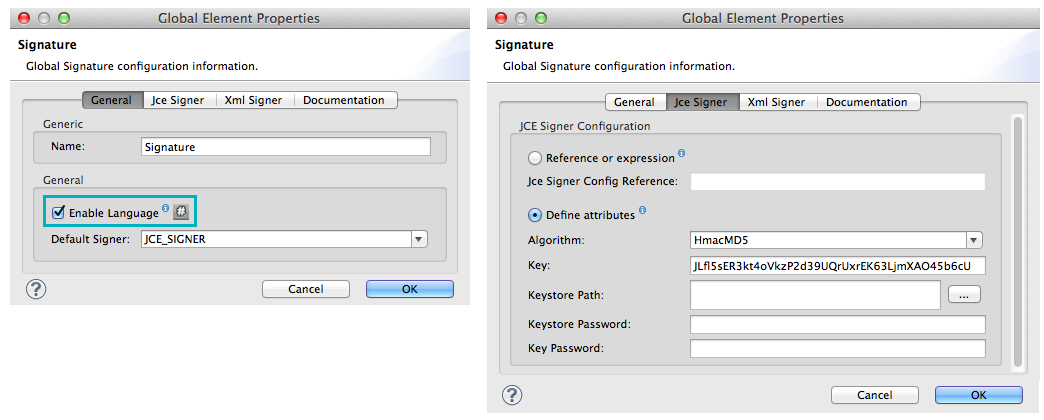 Global Element Properties
Signature
Global Signature configuration information.
General Jce Signer Xml Signer Documentation
Generic
Name: Signature
General
Enable Language i #
Default Signer: JCE_SIGNER
? Cancel OK
Global Element Properties
Signature
Global Signature configuration information.
General Jce Signer Xml Signer Documentation
JCE Signer Configuration
Reference or expression i
Jce Signer Config Reference:
Define attributes i
Algorithm: HmacMD5
Key: JLfl5sER3kt4oVkzP2d39UQrUxrEK63LjmXAO45b6cU
Keystore Path: ...
Keystore Password:
Key Password:
? Cancel OK